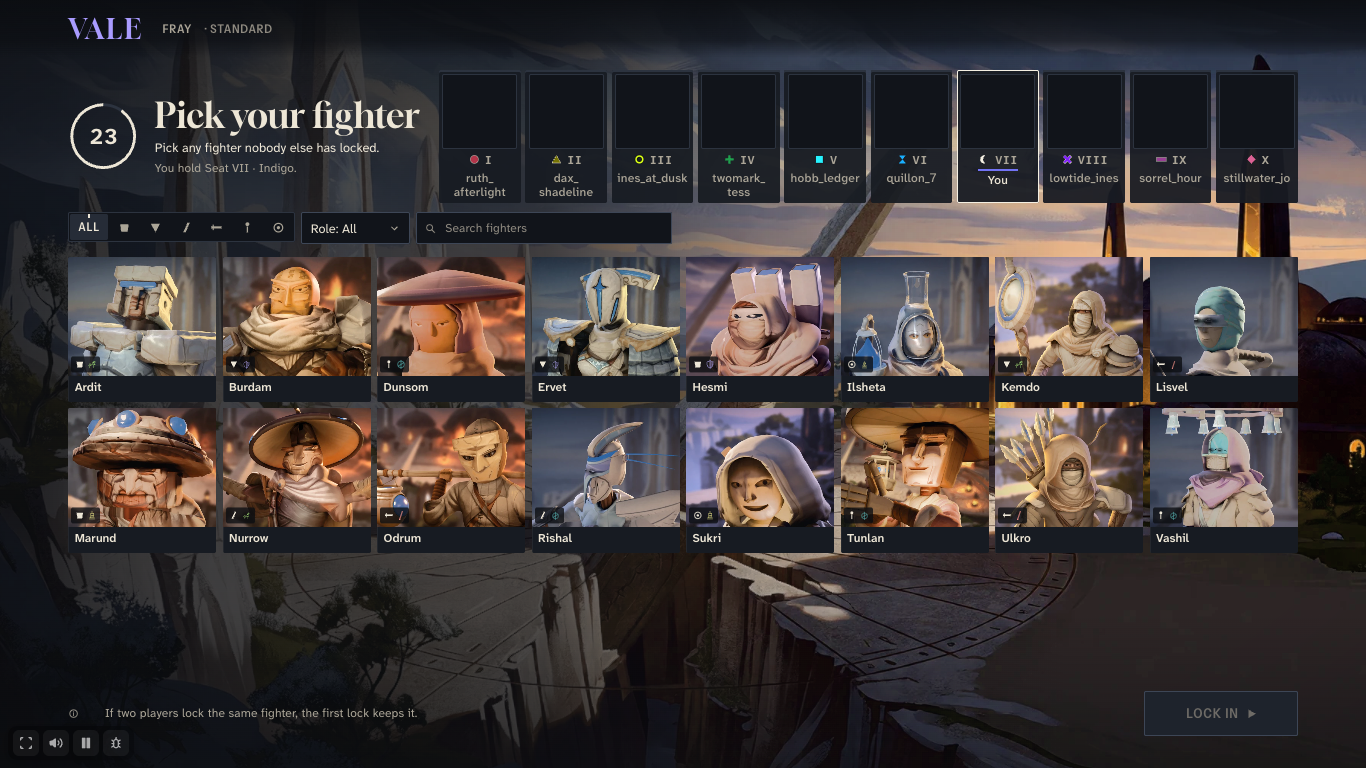 VALE
FRAY · STANDARD
23
Pick your fighter
Pick any fighter nobody else has locked.
You hold Seat VII · Indigo.
I
ruth_
afterlight
II
dax_
shadeline
III
ines_at_dusk
IV
twomark_
tess
V
hobb_ledger
VI
quillon_7
VII
You
VIII
lowtide_ines
IX
sorrel_hour
X
stillwater_jo
ALL
Role: All
Search fighters
Ardit
Burdam
Dunsom
Ervet
Hesmi
Ilsheta
Kemdo
Lisvel
Marund
Nurrow
Odrum
Rishal
Sukri
Tunlan
Ulkro
Vashil
If two players lock the same fighter, the first lock keeps it.
LOCK IN